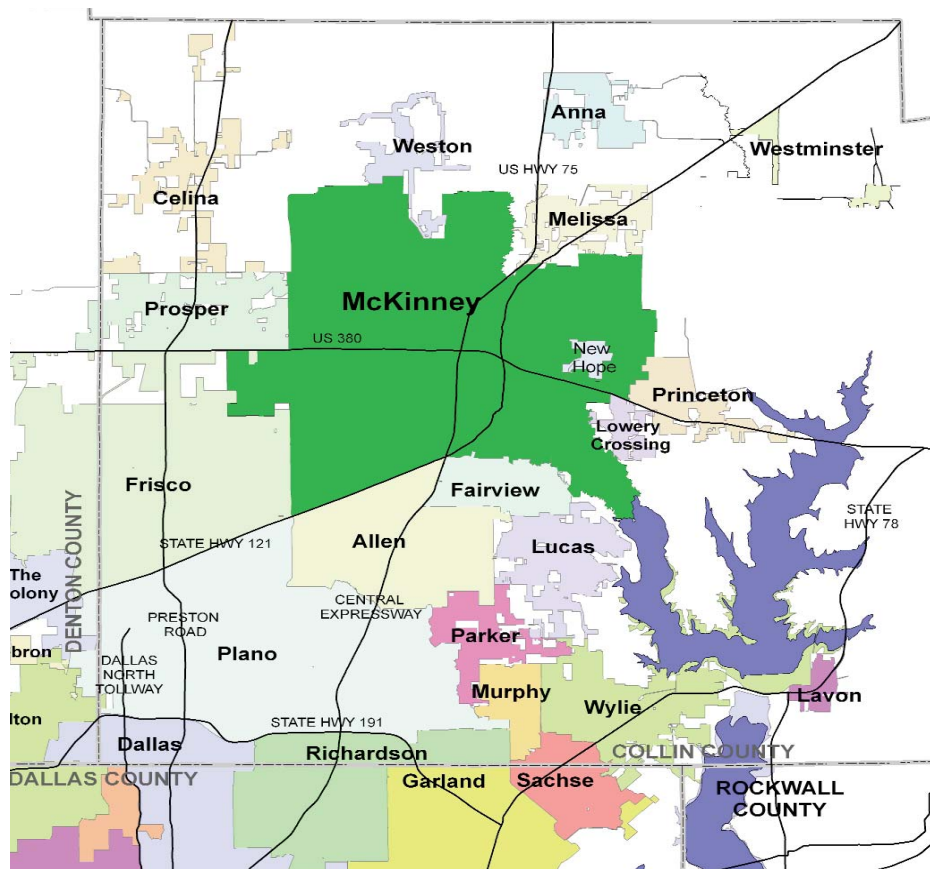 Anna
Weston
Westminster
US HWY 75
Celina
Melissa
McKinney
Prosper
US 380
New
Hope
Princeton
Lowery
Crossing
Frisco
Fairview
STATE
HWY 78
STATE HWY 121
Allen
Lucas
The
olony
DENTON COUNTY
CENTRAL
EXPRESSWAY
PRESTON
ROAD
Parker
bron
Plano
DALLAS
NORTH
TOLLWAY
Murphy
Lavon
Wylie
lton
STATE HWY 191
Dallas
Richardson
COLLIN COUNTY
DALLAS COUNTY
Garland
Sachse
ROCKWALL
COUNTY